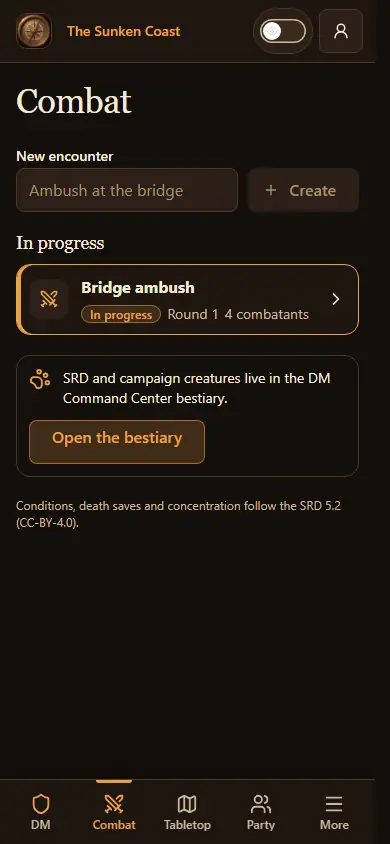 The Sunken Coast
Combat
New encounter
Ambush at the bridge
+ Create
In progress
Bridge ambush
In progress Round 1 4 combatants
SRD and campaign creatures live in the DM
Command Center bestiary.
Open the bestiary
Conditions, death saves and concentration follow the SRD 5.2
(CC-BY-4.0).
DM Combat Tabletop Party More